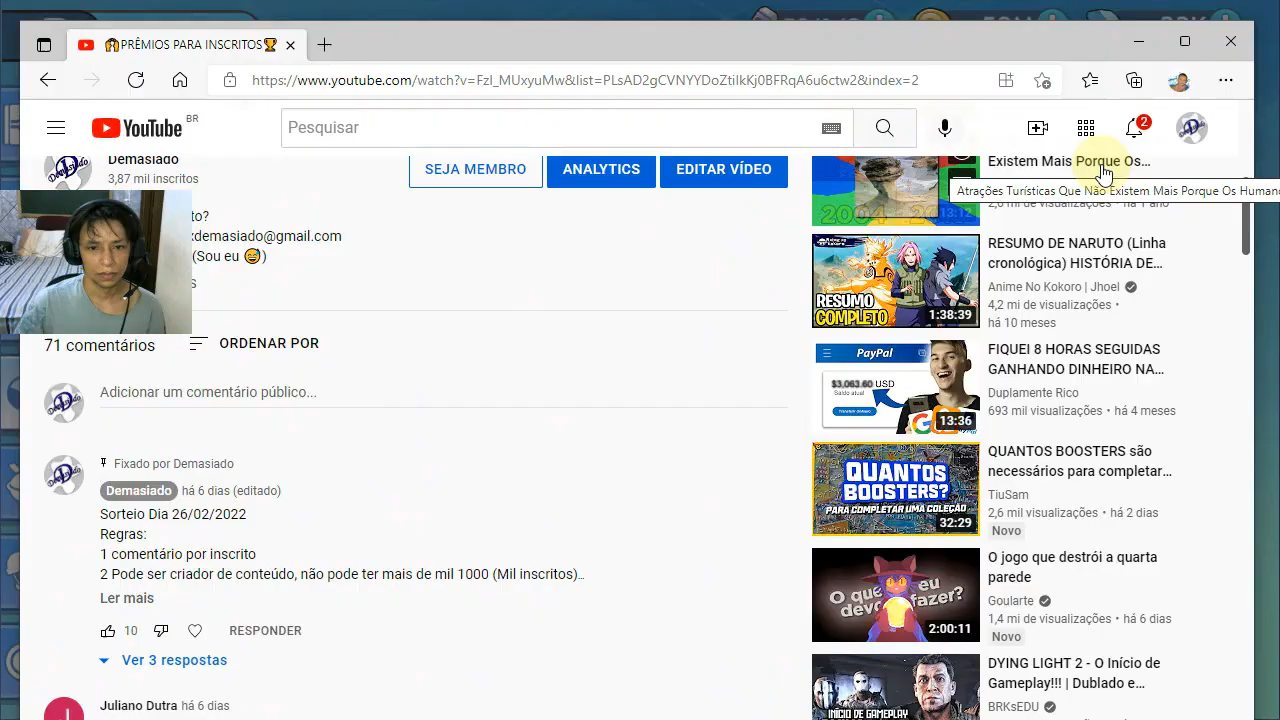 PRÊMIOS PARA INSCRITOS
https://www.youtube.com/watch?v=FzI_MUxyuMw&list=PLsAD2gCVNYYDoZtilkKj0BFRqA6u6ctw2&index=2
YouTube BR
Pesquisar
2
Demasiado
3,87 mil inscritos
SEJA MEMBRO
ANALYTICS
EDITAR VÍDEO
to?
demasiado@gmail.com
(Sou eu 😅)
71 comentários
ORDENAR POR
Adicionar um comentário público...
Fixado por Demasiado
Demasiado há 6 dias (editado)
Sorteio Dia 20/02/2022
Regras:
1 comentário por inscrito
2 Pode ser criador de conteúdo, não pode ter mais de mil 1000 (Mil inscritos)...
Ler mais
10
RESPONDER
Ver 3 respostas
Juliano Dutra há 6 dias
2004
13:12
Existem Mais Porque Os...
Atrações Turísticas Que Não Existem Mais Porque Os Human
RESUMO COMPLETO
1:38:39
RESUMO DE NARUTO (Linha
cronológica) HISTÓRIA DE...
Anime No Kokoro | Jhoel
4,2 mi de visualizações •
há 10 meses
PayPal
$3,063.60 USD
13:36
FIQUEI 8 HORAS SEGUIDAS
GANHANDO DINHEIRO NA...
Duplamente Rico
693 mil visualizações • há 4 meses
QUANTOS
BOOSTERS?
PARA COMPLETAR UMA COLEÇÃO
32:29
QUANTOS BOOSTERS são
necessários para completar...
TiuSam
2,6 mil visualizações • há 2 dias
Novo
O que eu
devo fazer?
2:00:11
O jogo que destrói a quarta
parede
Goularte
1,4 mi de visualizações • há 6 dias
Novo
INÍCIO DE GAMEPLAY
DYING LIGHT 2 - O Início de
Gameplay!!! | Dublado e...
BRKsEDU